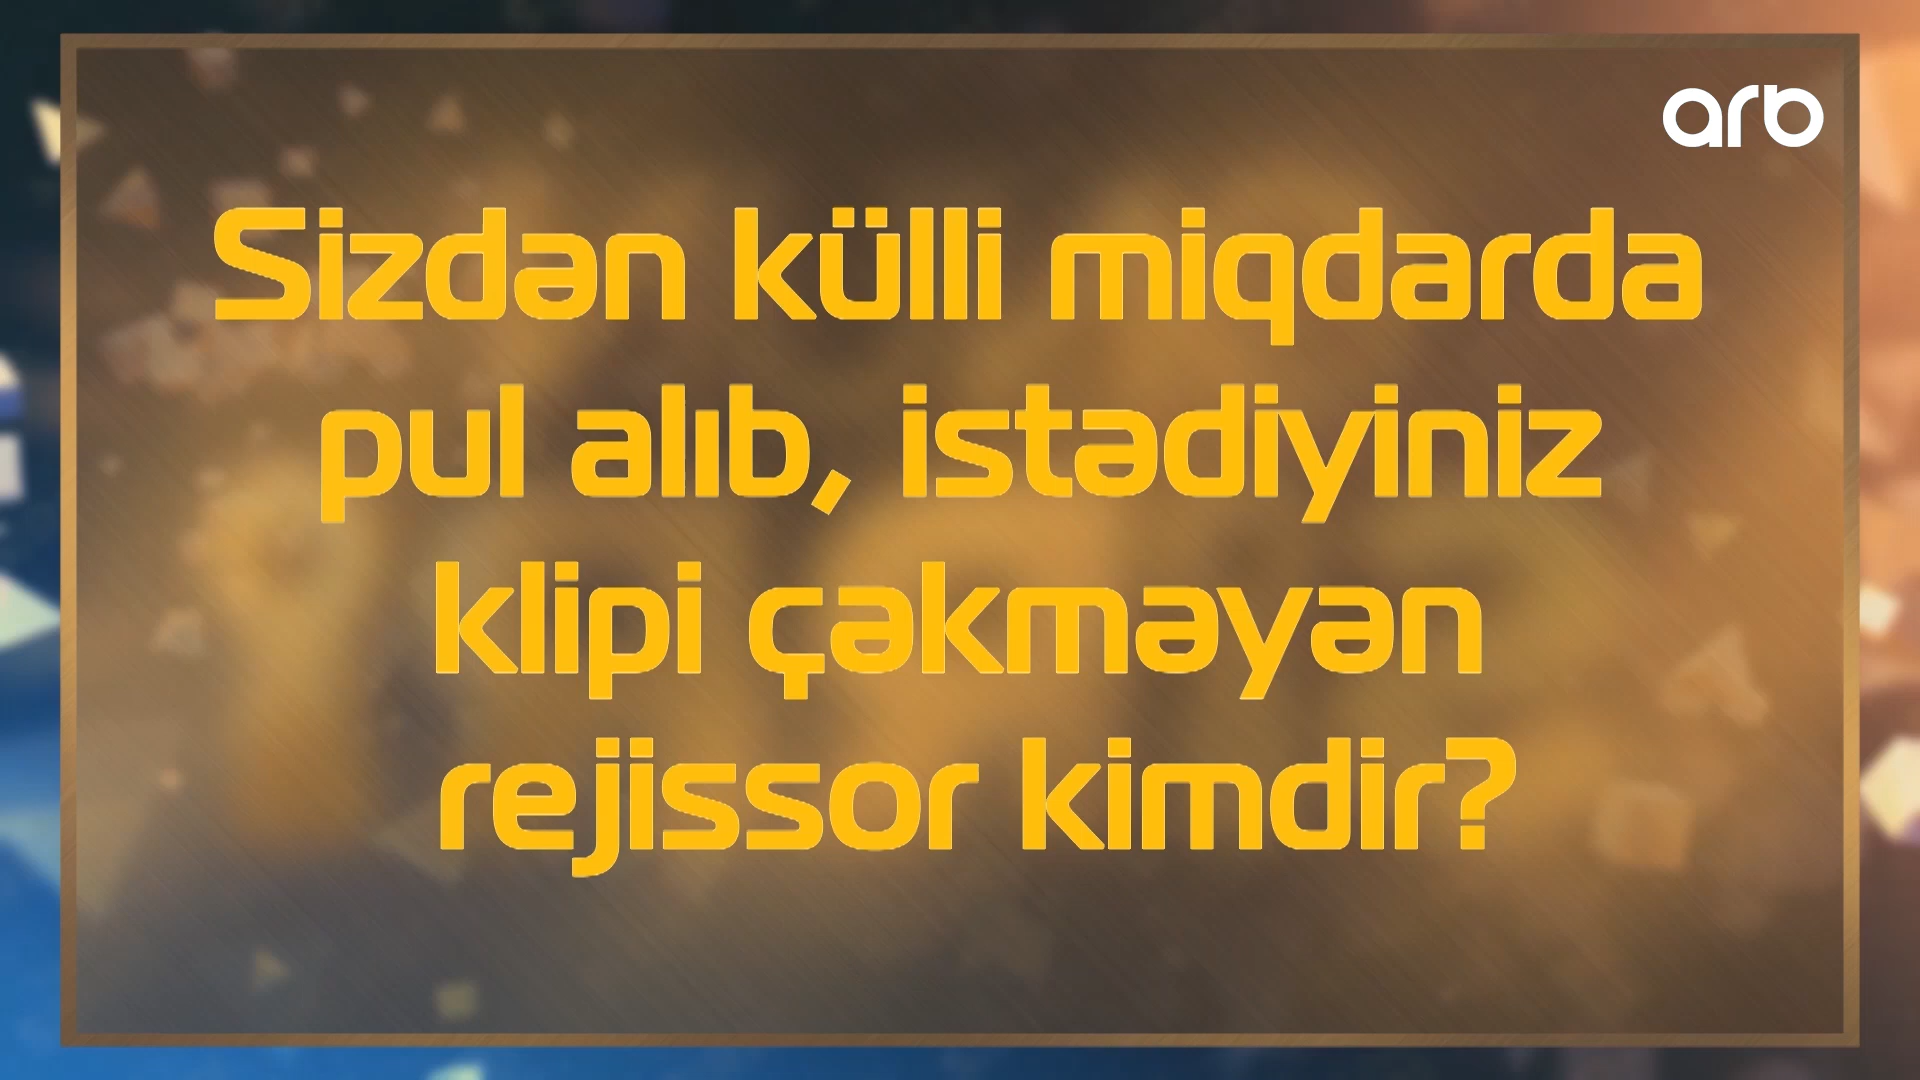 arb
Sizdən külli miqdarda
pul alıb, istədiyiniz
klipi çəkməyən
rejissor kimdir?